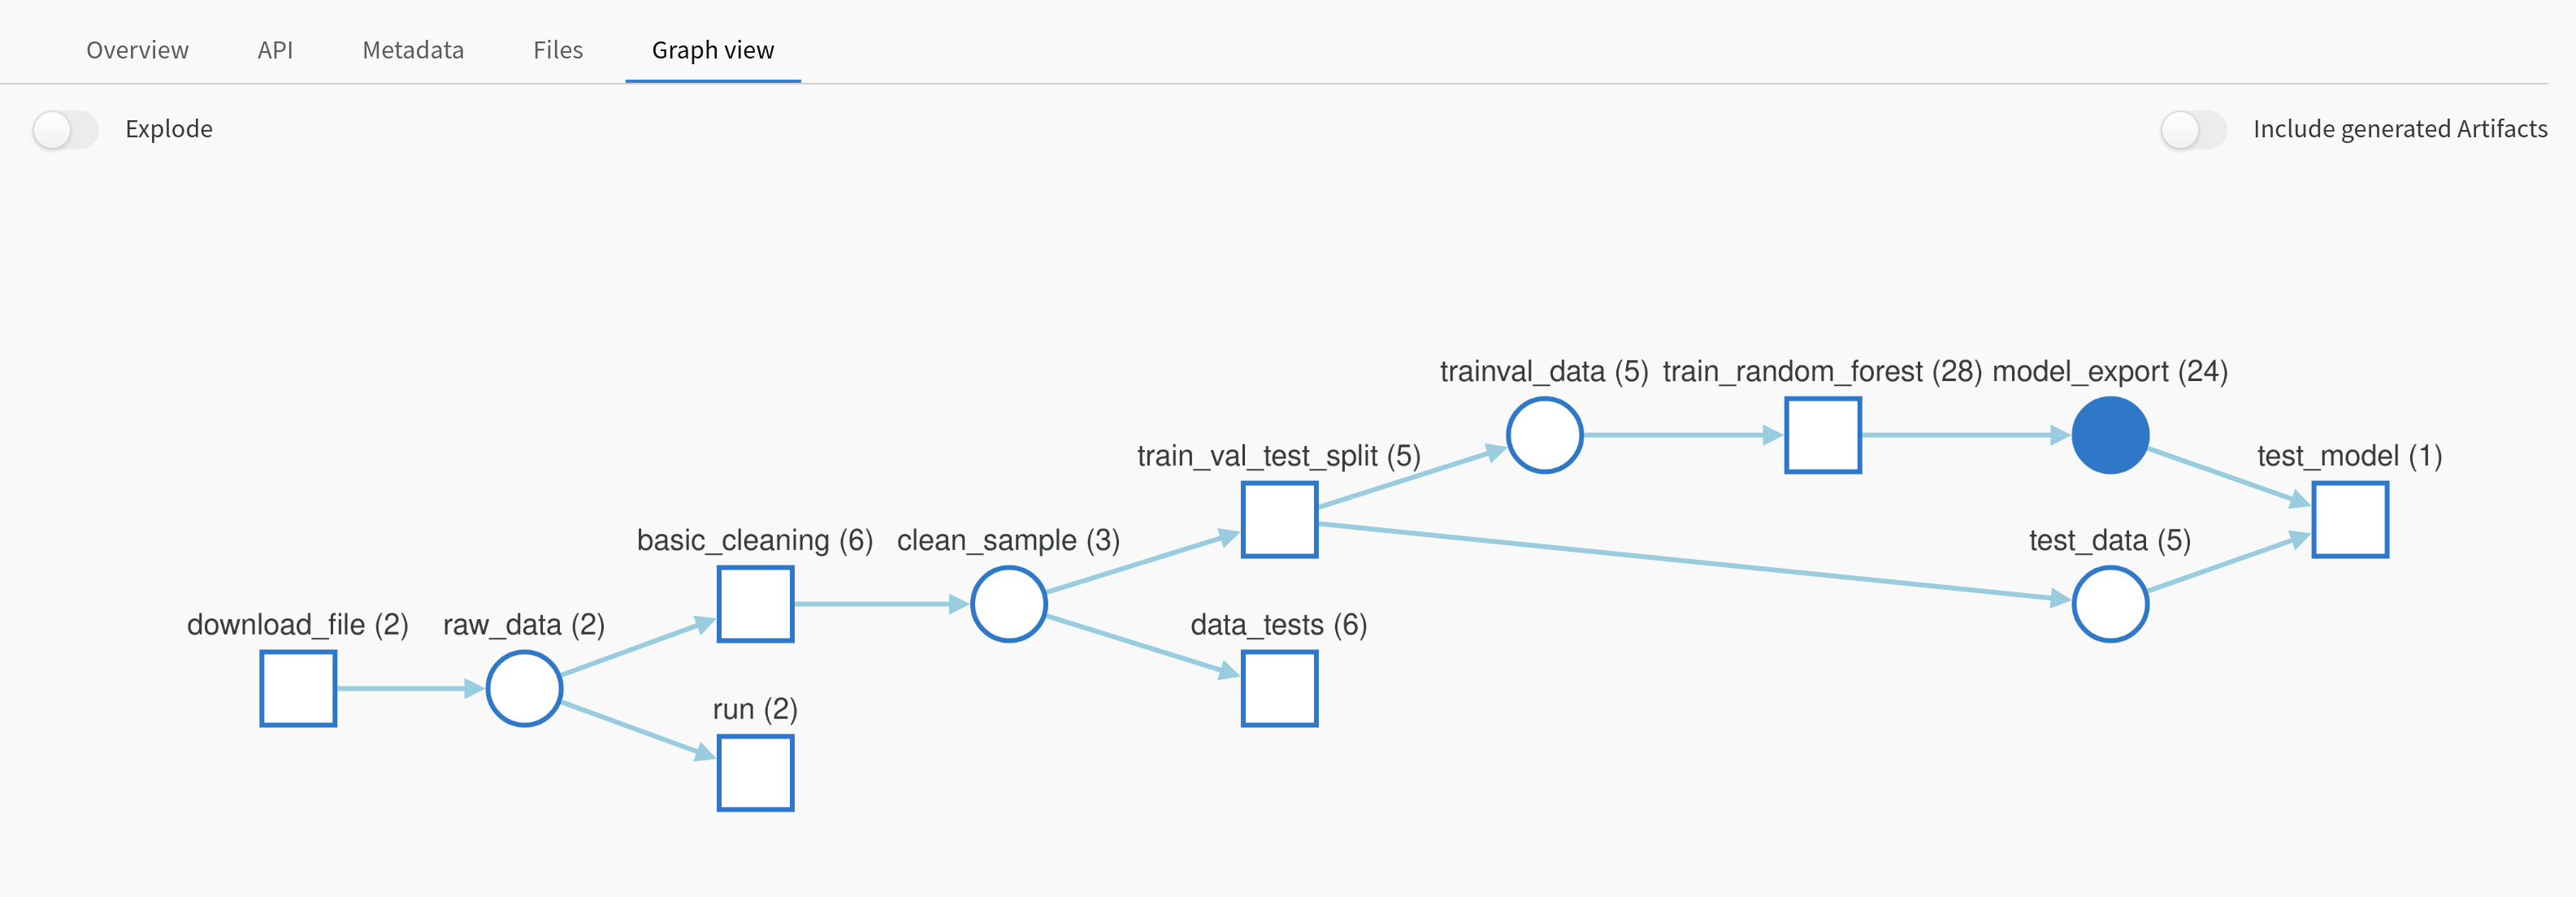 Overview API Metadata Files Graph view
Explode Include generated Artifacts
trainval_data (5) train_random_forest (28) model_export (24)
train_val_test_split (5) test_model (1)
basic_cleaning (6) clean_sample (3) test_data (5)
download_file (2) raw_data (2) data_tests (6)
run (2)